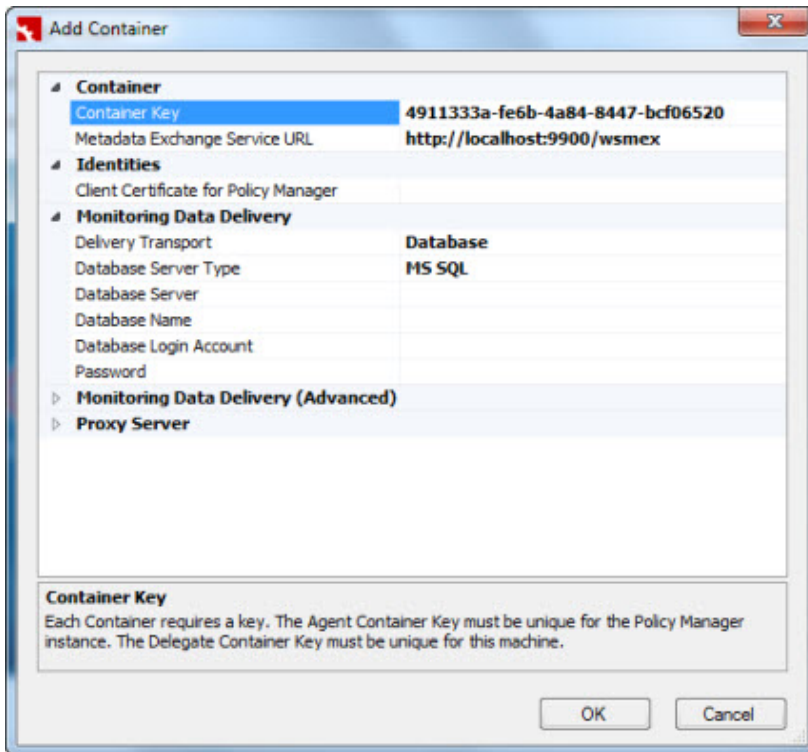 Add Container
Container
Container Key 4911333a-fe6b-4a84-8447-bcf06520
Metadata Exchange Service URL http://localhost:9900/wsmex
Identities
Client Certificate for Policy Manager
Monitoring Data Delivery
Delivery Transport Database
Database Server Type MS SQL
Database Server
Database Name
Database Login Account
Password
Monitoring Data Delivery (Advanced)
Proxy Server
Container Key
Each Container requires a key. The Agent Container Key must be unique for the Policy Manager
instance. The Delegate Container Key must be unique for this machine.
OK Cancel